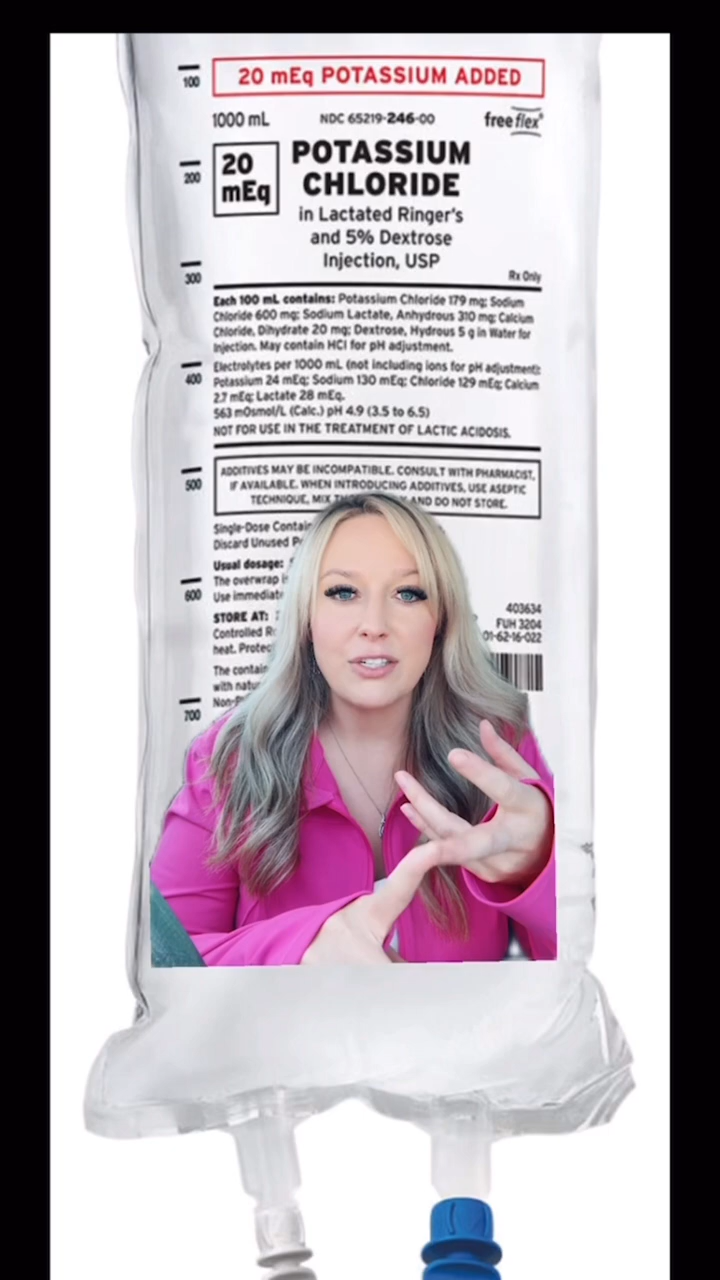 20 mEq POTASSIUM ADDED
100
1000 mL NDC 65219-246-00 freeflex®
20 mEq
POTASSIUM
CHLORIDE
in Lactated Ringer's
and 5% Dextrose
Injection, USP
200
Rx Only
300
Each 100 mL contains: Potassium Chloride 179 mg; Sodium
Chloride 600 mg; Sodium Lactate, Anhydrous 310 mg; Calcium
Chloride, Dihydrate 20 mg; Dextrose, Hydrous 5 g in Water for
Injection. May contain HCl for pH adjustment.
Electrolytes per 1000 mL (not including ions for pH adjustment):
400
Potassium 24 mEq; Sodium 130 mEq; Chloride 129 mEq; Calcium
2.7 mEq; Lactate 28 mEq.
563 mOsmol/L (Calc.) pH 4.9 (3.5 to 6.5)
NOT FOR USE IN THE TREATMENT OF LACTIC ACIDOSIS.
500
ADDITIVES MAY BE INCOMPATIBLE. CONSULT WITH PHARMACIST,
IF AVAILABLE. WHEN INTRODUCING ADDITIVES, USE ASEPTIC
TECHNIQUE, MIX AND DO NOT STORE.
Single-Dose
Discard Unused
Usual dosage:
The overwrap
600
Use
STORE AT:
Controlled
heat.
The
with
403634
FUH 3204
01-62-16-022
700